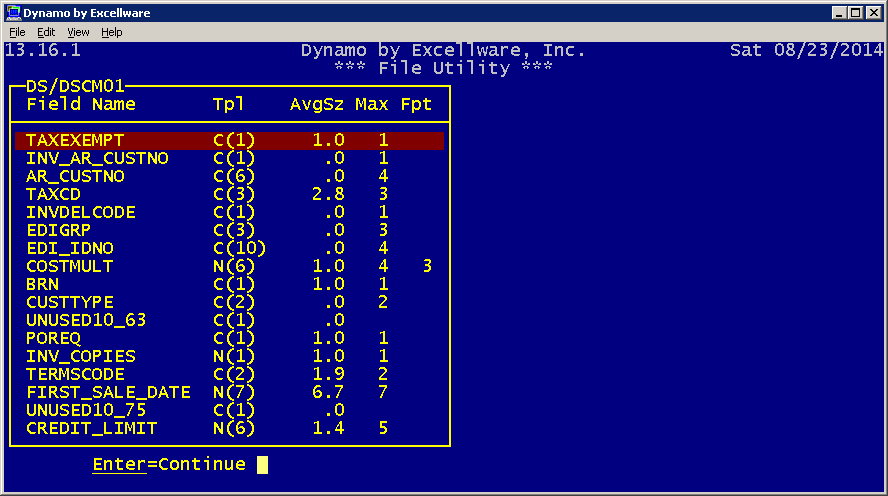 Dynamo by Excellware
File Edit View Help
13.16.1 Dynamo by Excellware, Inc. Sat 08/23/2014
*** File Utility ***
DS/DSCM01
Field Name Tpl AvgSz Max Fpt
TAXEXEMPT C(1) 1.0 1
INV_AR_CUSTNO C(1) .0 1
AR_CUSTNO C(6) .0 4
TAXCD C(3) 2.8 3
INVDELCODE C(1) .0 1
EDIGRP C(3) .0 3
EDI_IDNO C(10) .0 4
COSTMULT N(6) 1.0 4 3
BRN C(1) 1.0 1
CUSTTYPE C(2) .0 2
UNUSED10_63 C(1) .0
POREQ C(1) 1.0 1
INV_COPIES N(1) 1.0 1
TERMSCODE C(2) 1.9 2
FIRST_SALE_DATE N(7) 6.7 7
UNUSED10_75 C(1) .0
CREDIT_LIMIT N(6) 1.4 5
Enter=Continue